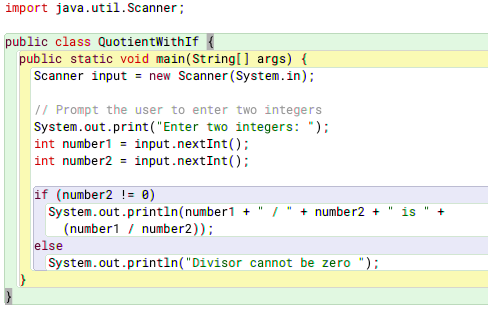 import java.util.Scanner;
public class QuotientWithIf {
public static void main(String[] args) {
Scanner input = new Scanner(System.in);
// Prompt the user to enter two integers
System.out.print("Enter two integers: ");
int number1 = input.nextInt();
int number2 = input.nextInt();
if (number2 != 0)
System.out.println(number1 + " / " + number2 + " is " +
(number1 / number2));
else
System.out.println("Divisor cannot be zero ");
}
}